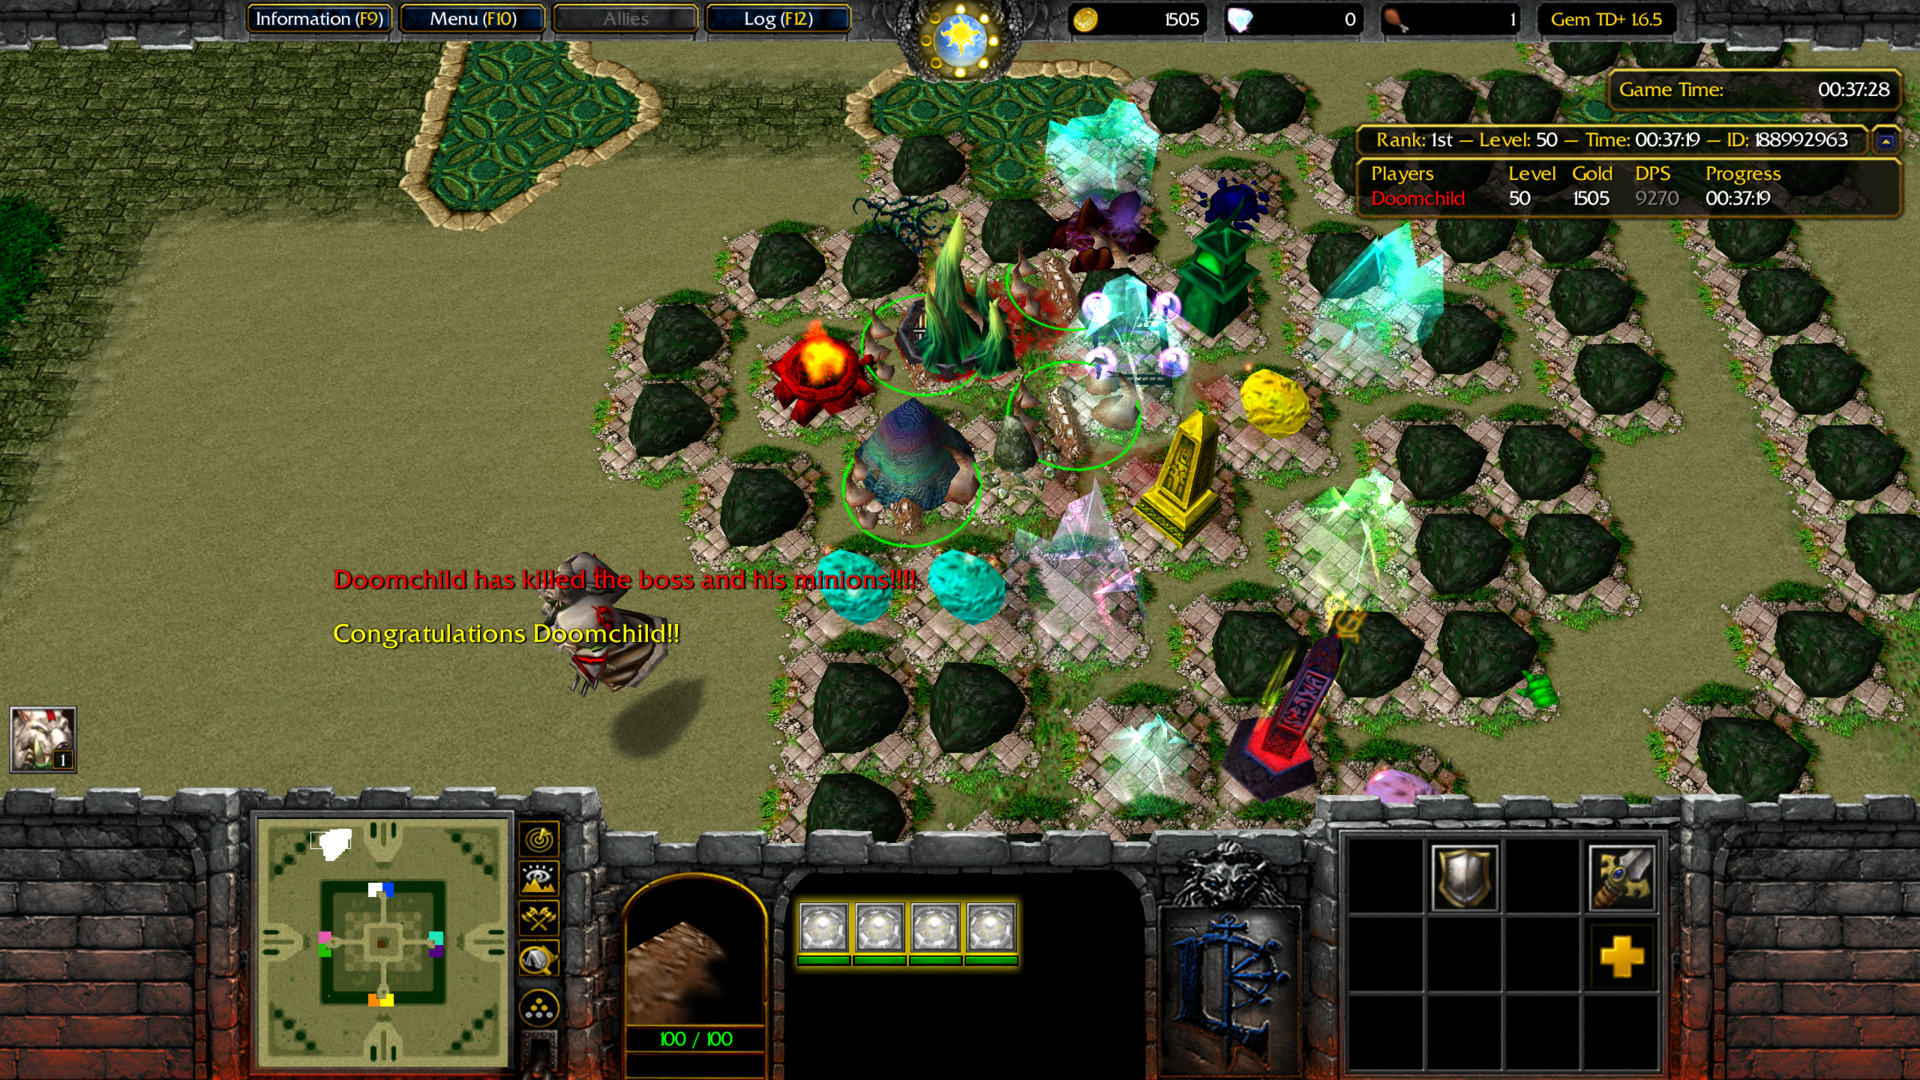 Information (F9) Menu (F10) Allies Log (F12) 1505 0 1 Gem TD+ 1.6.5
Game Time: 00:37:28
Rank: 1st — Level: 50 — Time: 00:37:19 — ID: 188992963
Players Level Gold DPS Progress
Doomchild 50 1505 9270 00:37:19
Doomchild has killed the boss and his minions!!!!
Congratulations Doomchild!!
1
100 / 100